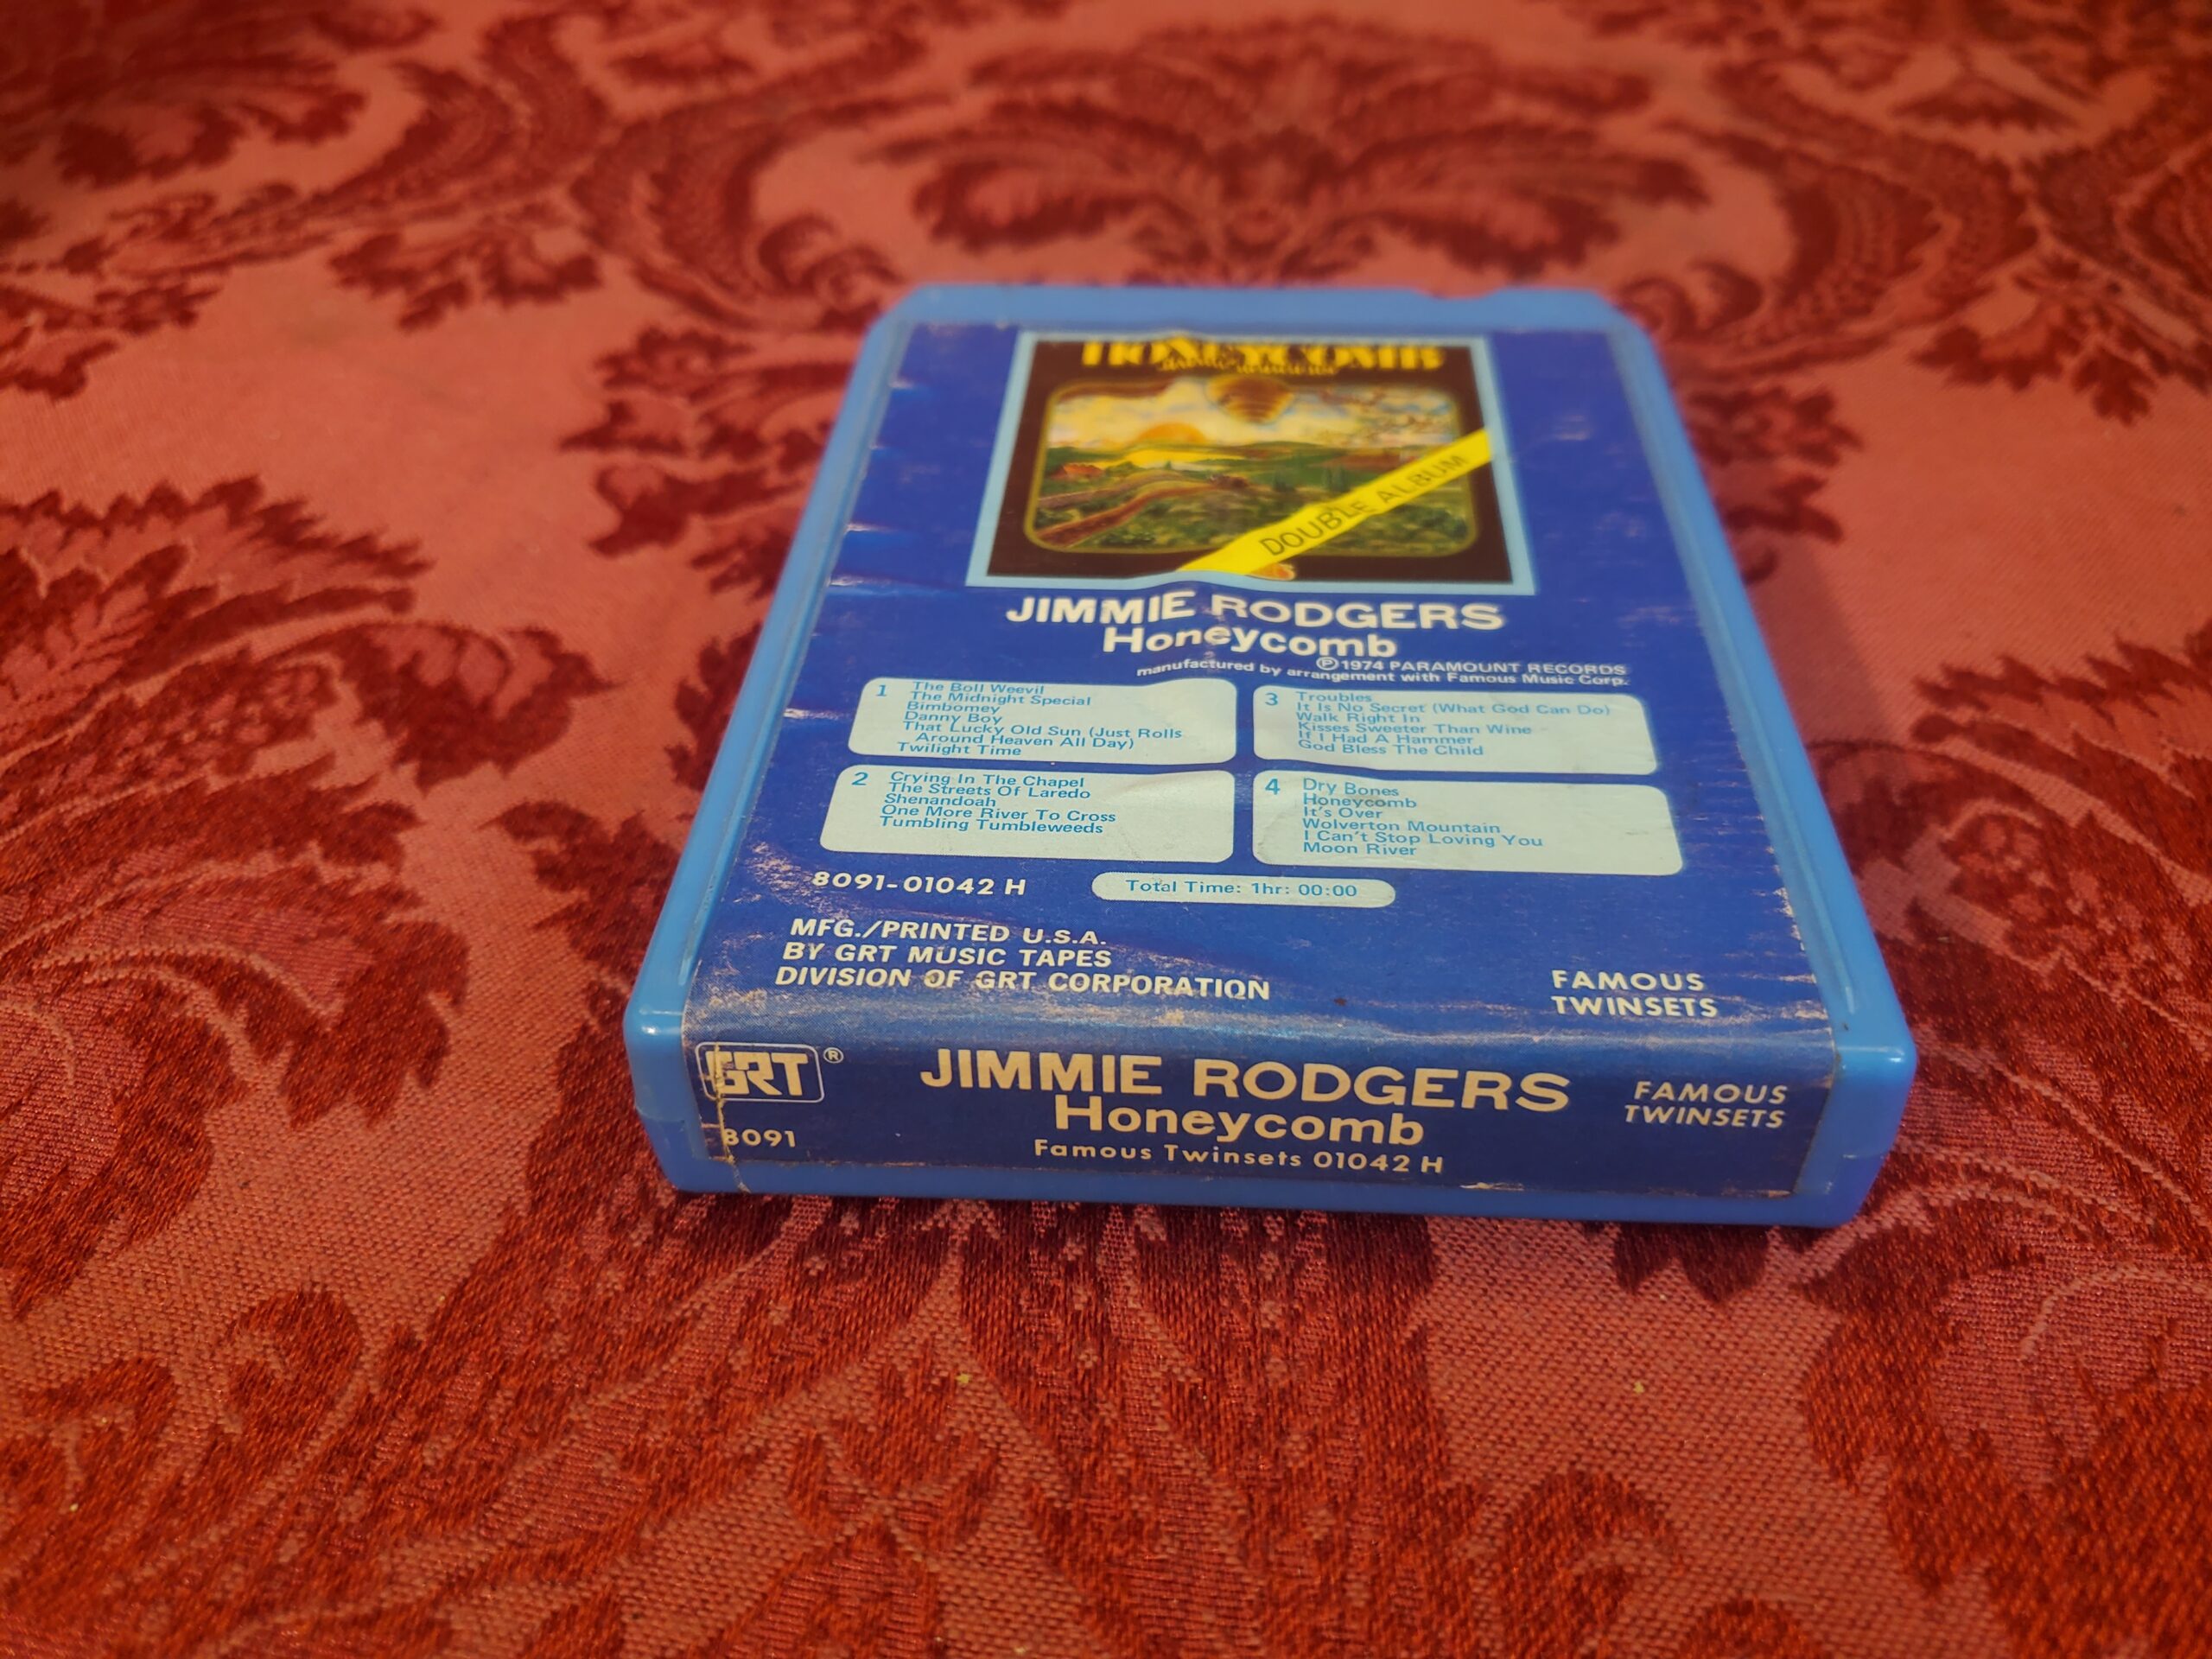 HONEYCOMB
DOUBLE ALBUM
JIMMIE RODGERS
Honeycomb
Ⓟ1974 PARAMOUNT RECORDS
manufactured by arrangement with Famous Music Corp.
1 The Boll Weevil
The Midnight Special
Bimbomey
Danny Boy
That Lucky Old Sun (Just Rolls
Around Heaven All Day)
Twilight Time
2 Crying In The Chapel
The Streets Of Laredo
Shenandoah
One More River To Cross
Tumbling Tumbleweeds
3 Troubles
It Is No Secret (What God Can Do)
Walk Right In
Kisses Sweeter Than Wine
If I Had A Hammer
God Bless The Child
4 Dry Bones
Honeycomb
It's Over
Wolverton Mountain
I Can't Stop Loving You
Moon River
8091-01042 H
Total Time: 1hr: 00:00
MFG./PRINTED U.S.A.
BY GRT MUSIC TAPES
DIVISION OF GRT CORPORATION
FAMOUS
TWINSETS
GRT®
8091
JIMMIE RODGERS
Honeycomb
Famous Twinsets 01042 H
FAMOUS
TWINSETS